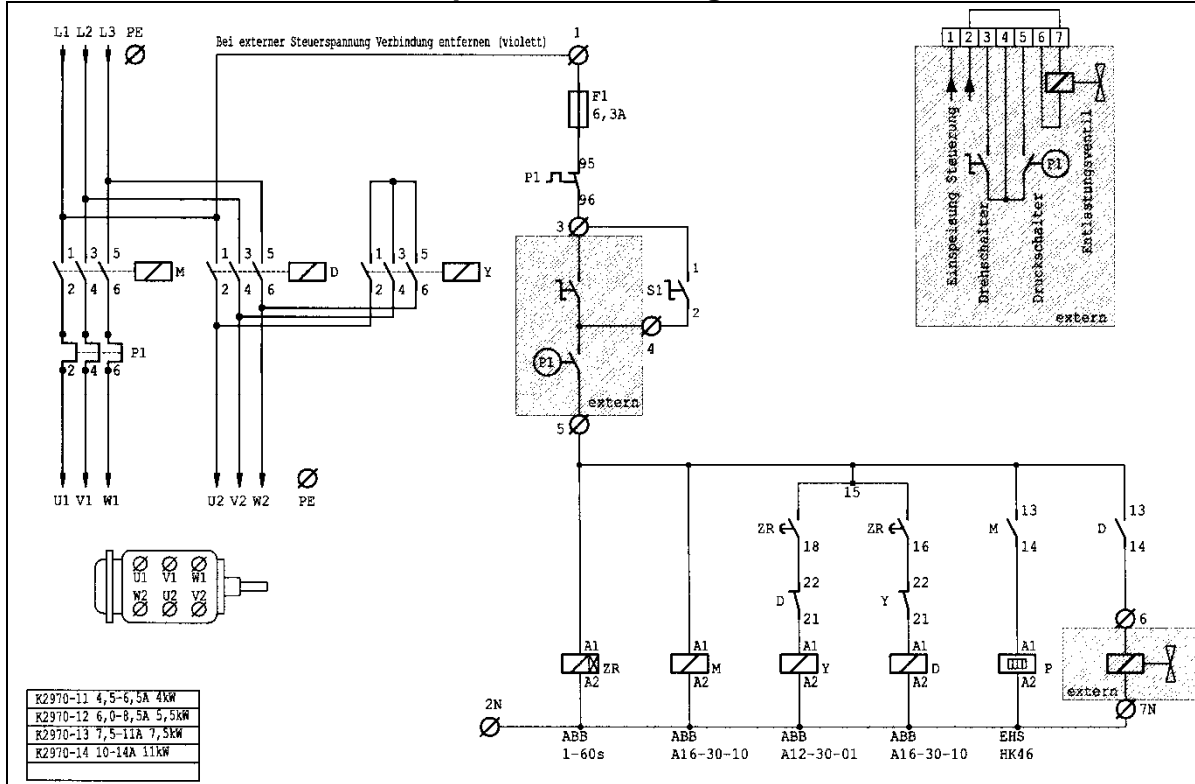 L1 L2 L3 PE
Bei externer Steuerspannung Verbindung entfernen (violett)
1
F1
6,3A
95
P1
96
3
1 3 5
M
2 4 6
1 3 5
D
2 4 6
1 3 5
Y
2 4 6
S1
1
2
4
P1
extern
5
P1
2 4 6
U1 V1 W1
U2 V2 W2
PE
1 2 3 4 5 6 7
Einspeisung Steuerung
Drehschalter
Druckschalter
Entlastungsventil
P1
extern
15
ZR
18
ZR
16
M
13
14
D
13
14
22
D
21
22
Y
21
6
A1
ZR
A2
A1
M
A2
A1
Y
A2
A1
D
A2
A1
P
A2
extern
7N
2N
ABB
1-60s
ABB
A16-30-10
ABB
A12-30-01
ABB
A16-30-10
EHS
HK46
U1 V1 W1
W2 U2 V2
K2970-11 4,5-6,5A 4kW
K2970-12 6,0-8,5A 5,5kW
K2970-13 7,5-11A 7,5kW
K2970-14 10-14A 11kW